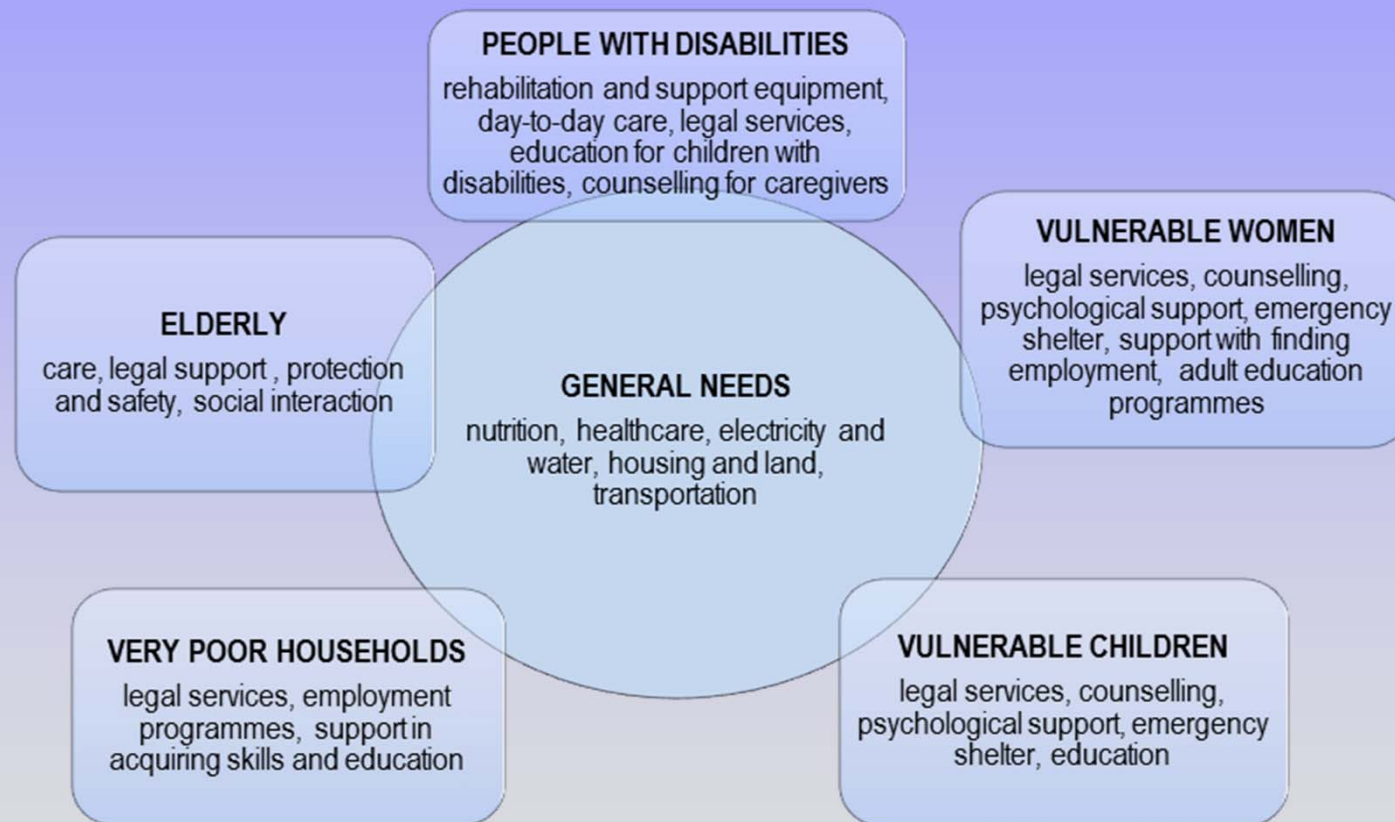 PEOPLE WITH DISABILITIES
rehabilitation and support equipment,
day-to-day care, legal services,
education for children with
disabilities, counselling for caregivers
VULNERABLE WOMEN
legal services, counselling,
psychological support, emergency
shelter, support with finding
employment, adult education
programmes
ELDERLY
care, legal support , protection
and safety, social interaction
GENERAL NEEDS
nutrition, healthcare, electricity and
water, housing and land,
transportation
VERY POOR HOUSEHOLDS
legal services, employment
programmes, support in
acquiring skills and education
VULNERABLE CHILDREN
legal services, counselling,
psychological support, emergency
shelter, education